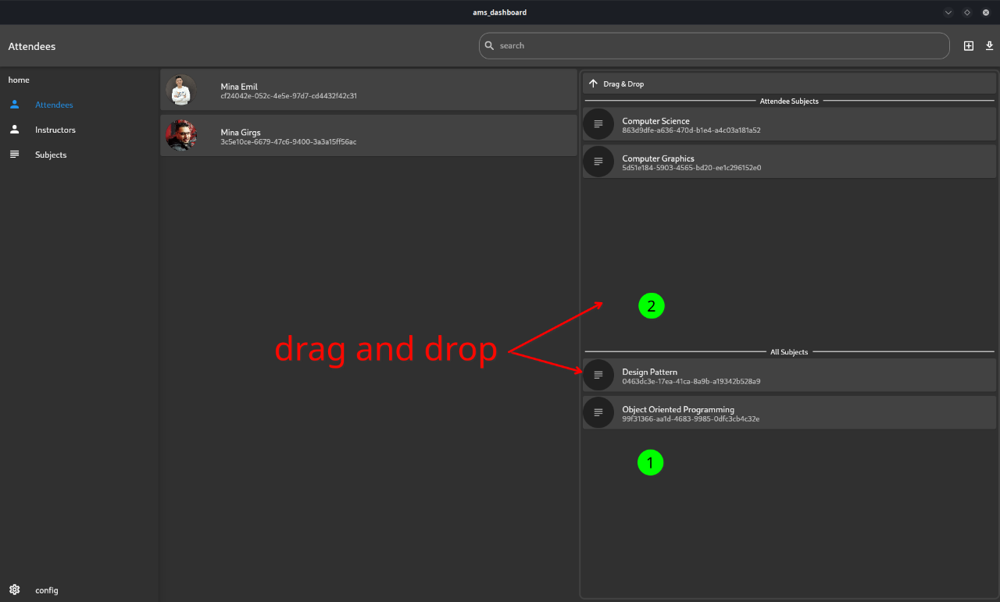 ams_dashboard
Attendees
search
home
Attendees
Instructors
Subjects
config
Mina Emil
cf24042e-052c-4e5e-97d7-cd4432f42c31
Mina Girgs
3c5e10ce-6679-47c6-9400-3a3a15ff56ac
drag and drop
Drag & Drop
Attendee Subjects
Computer Science
863d9dfe-a636-470d-b1e4-a4c03a181a52
Computer Graphics
5d51e184-5903-4565-bd20-ee1c296152e0
2
All Subjects
Design Pattern
0463dc3e-17ea-41ca-8a9b-a19342b528a9
Object Oriented Programming
99f31366-aa1d-4683-9985-0dfc3cb4c32e
1